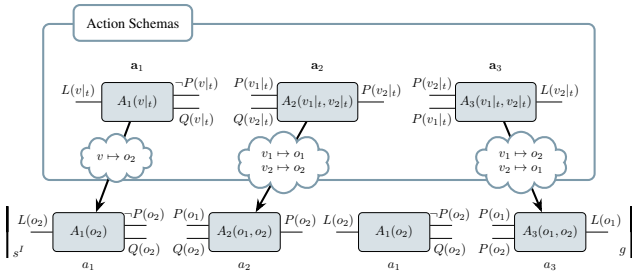 Action Schemas
a₁ a₂ a₃
L(v|ₜ) A₁(v|ₜ) ¬P(v|ₜ) Q(v|ₜ)
P(v₁|ₜ) Q(v₂|ₜ) A₂(v₁|ₜ, v₂|ₜ) P(v₂|ₜ)
P(v₂|ₜ) P(v₁|ₜ) A₃(v₁|ₜ, v₂|ₜ) L(v₂|ₜ)
v ↦ o₂
v₁ ↦ o₁
v₂ ↦ o₂
v₁ ↦ o₂
v₂ ↦ o₁
sᴵ L(o₂) A₁(o₂) ¬P(o₂) Q(o₂)
P(o₁) Q(o₂) A₂(o₁, o₂) P(o₂)
L(o₂) A₁(o₂) ¬P(o₂) Q(o₂)
P(o₁) P(o₂) A₃(o₁, o₂) L(o₁) g
a₁ a₂ a₁ a₃